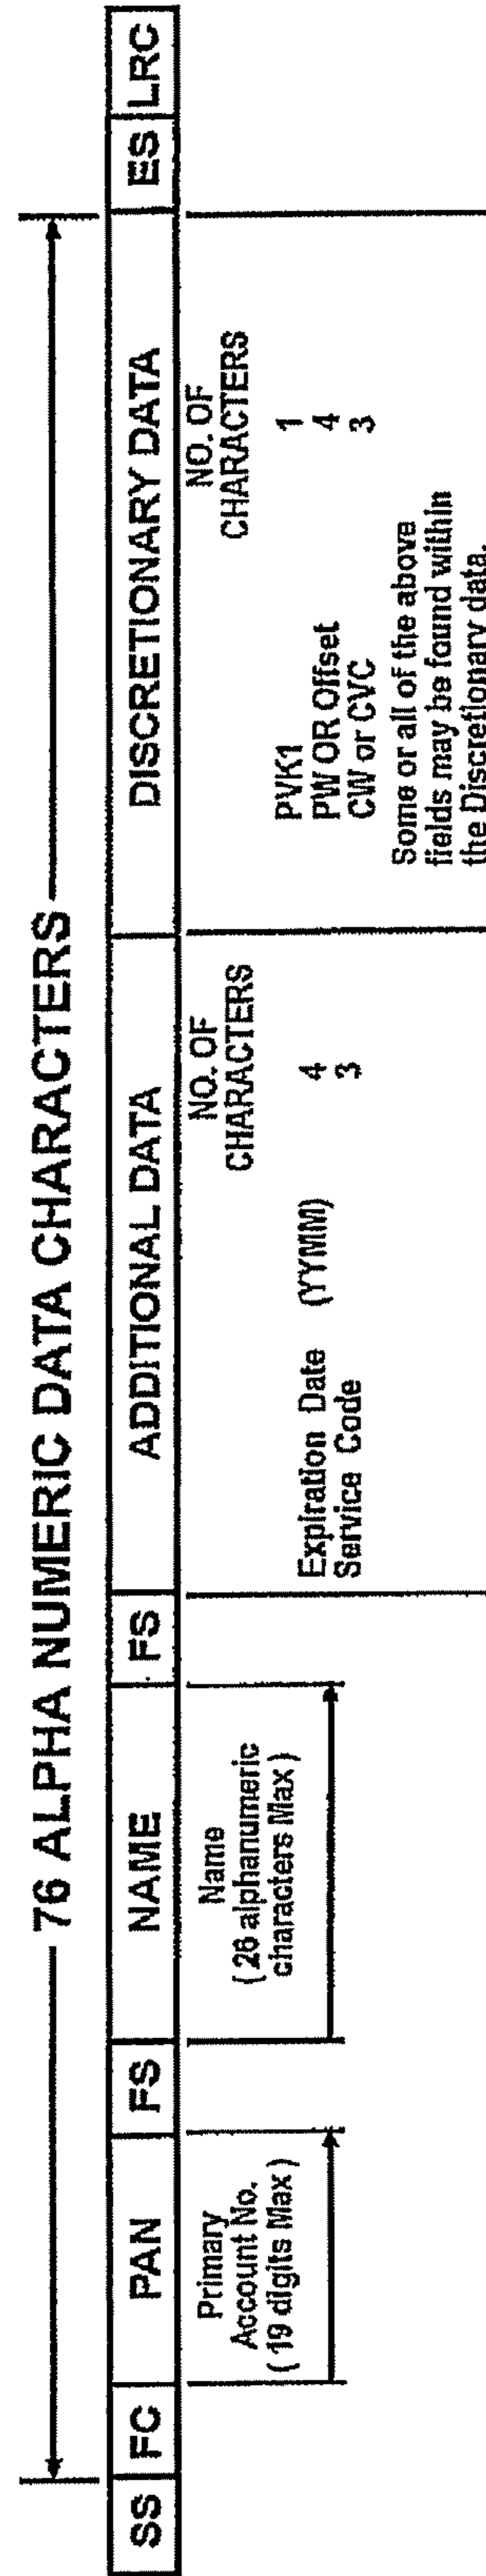 76 ALPHA NUMERIC DATA CHARACTERS
SS FC PAN FS NAME FS ADDITIONAL DATA DISCRETIONARY DATA ES LRC
Primary
Account No.
( 19 digits Max )
Name
( 26 alphanumeric
characters Max )
NO. OF
CHARACTERS
Expiration Date (YYMM) 4
Service Code 3
NO. OF
CHARACTERS
PVK1 1
PW OR Offset 4
CW or CVC 3
Some or all of the above
fields may be found within
the Discretionary data.